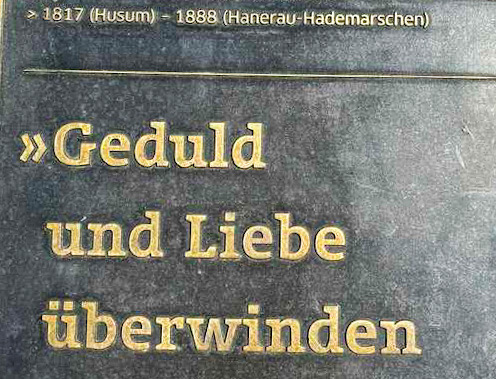 > 1817 (Husum) – 1888 (Hanerau-Hademarschen)
»Geduld
und Liebe
überwinden